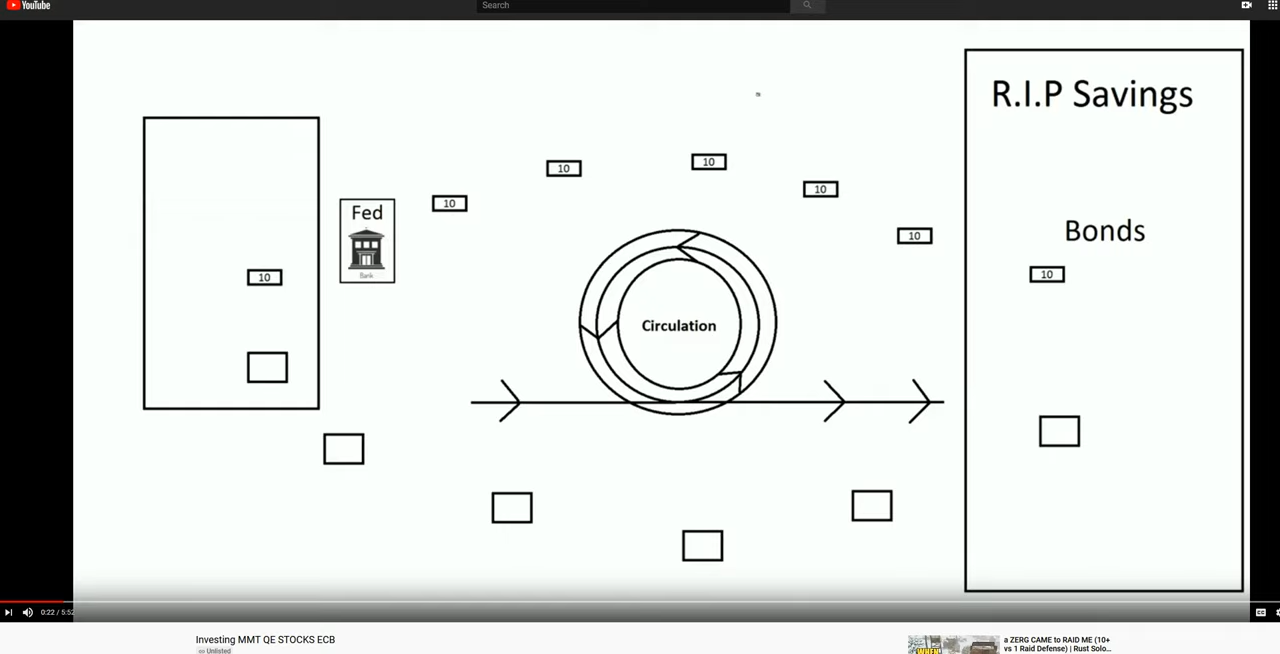 YouTube
Search
R.I.P Savings
10
10
10
Fed
10
Bonds
10
Bank
10
10
Circulation
0:22 / 5:52
Investing MMT QE STOCKS ECB
Unlisted
WHEN!
a ZERG CAME to RAID ME (10+
vs 1 Raid Defense) | Rust Solo...